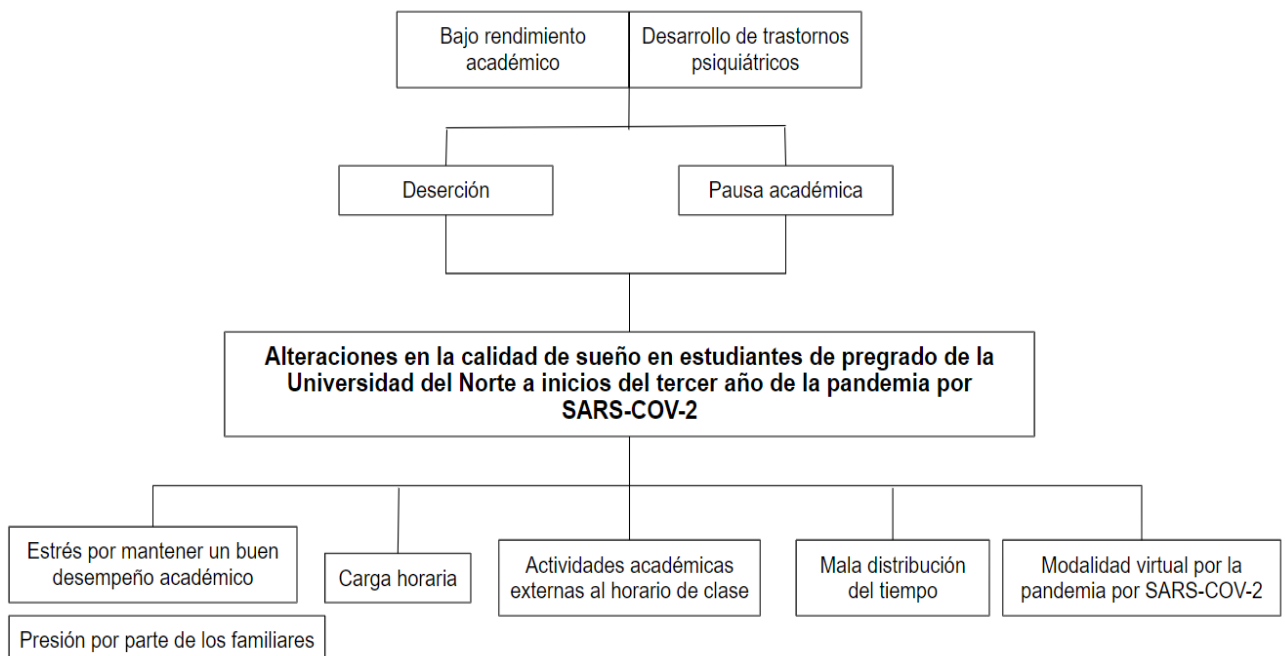 Bajo rendimiento
académico
Desarrollo de trastornos
psiquiátricos
Deserción
Pausa académica
Alteraciones en la calidad de sueño en estudiantes de pregrado de la
Universidad del Norte a inicios del tercer año de la pandemia por
SARS-COV-2
Estrés por mantener un buen
desempeño académico
Carga horaria
Actividades académicas
externas al horario de clase
Mala distribución
del tiempo
Modalidad virtual por la
pandemia por SARS-COV-2
Presión por parte de los familiares